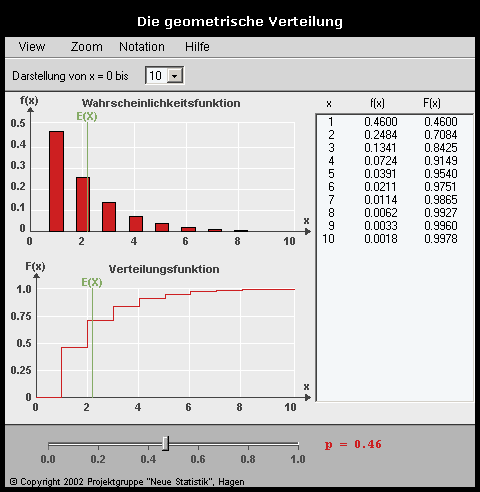 Die geometrische Verteilung
View Zoom Notation Hilfe
Darstellung von x = 0 bis 10
f(x) Wahrscheinlichkeitsfunktion
E(X)
0.5
0.4
0.3
0.2
0.1
0
x
0 2 4 6 8 10
F(x) Verteilungsfunktion
E(X)
1.0
0.75
0.50
0.25
0
x
0 2 4 6 8 10
x f(x) F(x)
1 0.4600 0.4600
2 0.2484 0.7084
3 0.1341 0.8425
4 0.0724 0.9149
5 0.0391 0.9540
6 0.0211 0.9751
7 0.0114 0.9865
8 0.0062 0.9927
9 0.0033 0.9960
10 0.0018 0.9978
p = 0.46
0.0 0.2 0.4 0.6 0.8 1.0
© Copyright 2002 Projektgruppe "Neue Statistik", Hagen